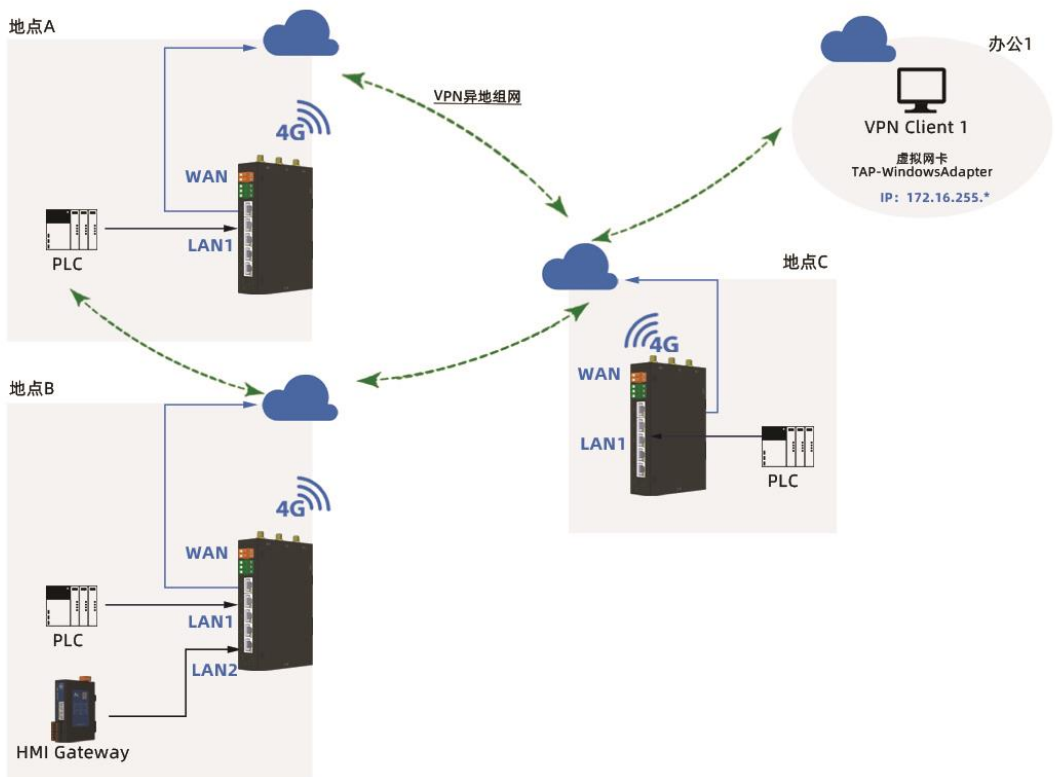 地点A
VPN异地组网
4G
WAN
LAN1
PLC
办公1
VPN Client 1
虚拟网卡
TAP-WindowsAdapter
IP: 172.16.255.*
地点C
4G
WAN
LAN1
PLC
地点B
4G
WAN
PLC
LAN1
LAN2
HMI Gateway